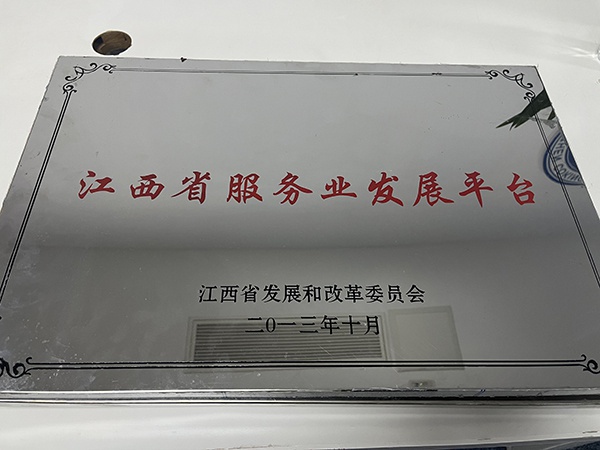 江西省服务业发展平台
江西省发展和改革委员会
二0一三年十月